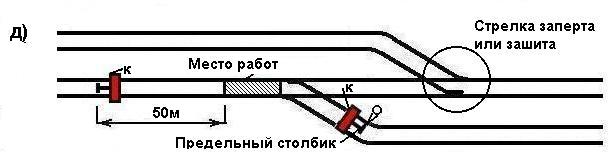 д)
Стрелка заперта
или зашита
к
Место работ
к
50м
Предельный столбик